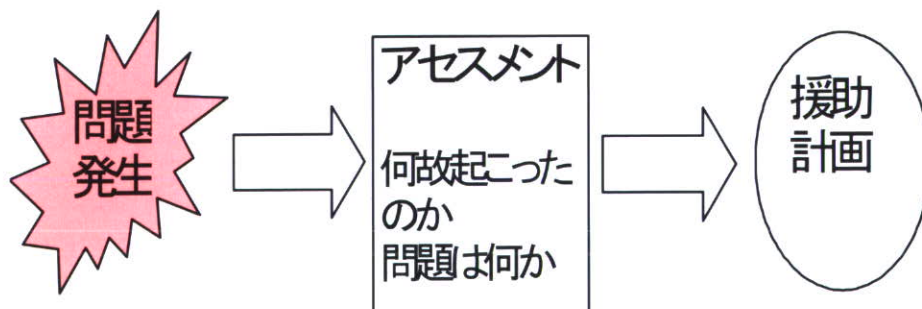 問題
発生
アセスメント
何故起こった
のか
問題は何か
援助
計画